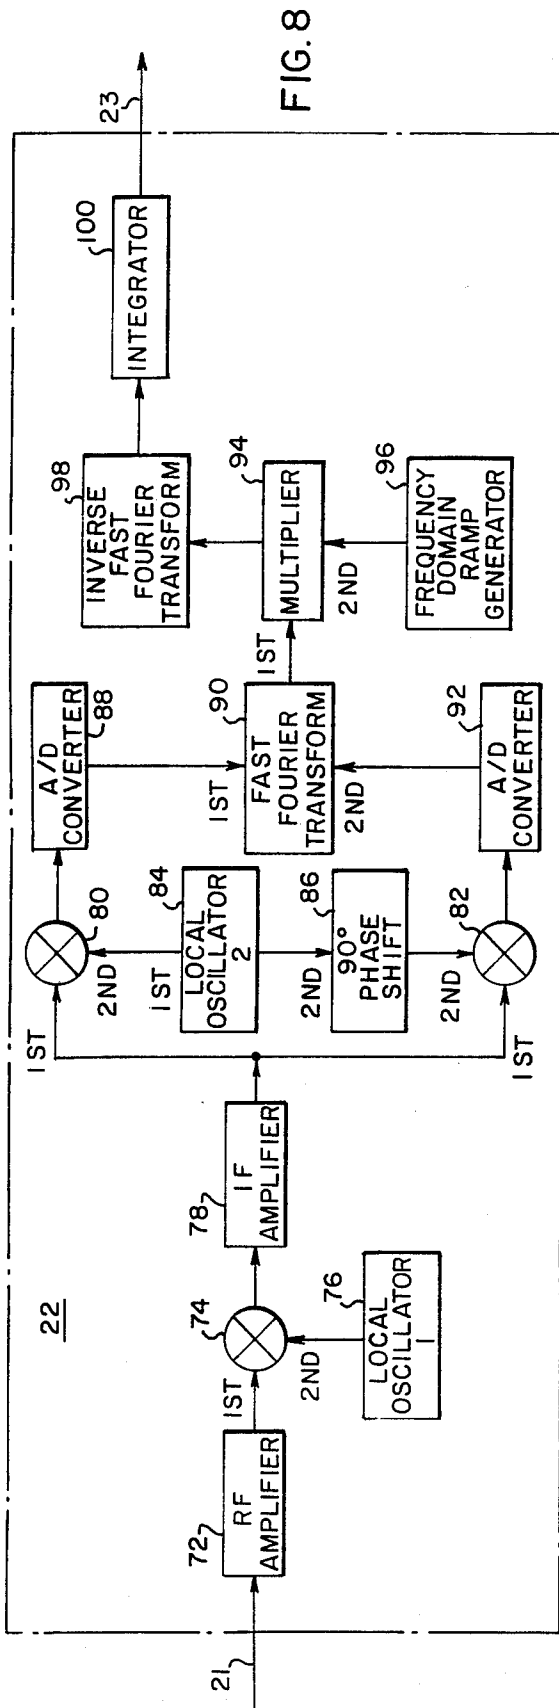 FIG. 8
22
21
72
RF
AMPLIFIER
1ST
74
2ND
76
LOCAL
OSCILLATOR
1
78
IF
AMPLIFIER
1ST
1ST
80
2ND
1ST
84
LOCAL
OSCILLATOR
2
2ND
86
90°
PHASE
SHIFT
2ND
82
88
A/D
CONVERTER
1ST
90
FAST
FOURIER
TRANSFORM
2ND
92
A/D
CONVERTER
1ST
94
MULTIPLIER
2ND
96
FREQUENCY
DOMAIN
RAMP
GENERATOR
98
INVERSE
FAST
FOURIER
TRANSFORM
100
INTEGRATOR
23